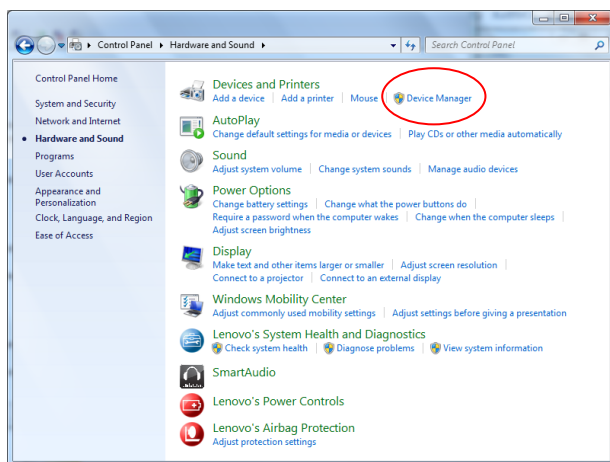 Control Panel ▸ Hardware and Sound ▸
Search Control Panel
Control Panel Home
System and Security
Network and Internet
Hardware and Sound
Programs
User Accounts
Appearance and
Personalization
Clock, Language, and Region
Ease of Access
Devices and Printers
Add a device | Add a printer | Mouse | Device Manager
AutoPlay
Change default settings for media or devices | Play CDs or other media automatically
Sound
Adjust system volume | Change system sounds | Manage audio devices
Power Options
Change battery settings | Change what the power buttons do |
Require a password when the computer wakes | Change when the computer sleeps |
Adjust screen brightness
Display
Make text and other items larger or smaller | Adjust screen resolution |
Connect to a projector | Connect to an external display
Windows Mobility Center
Adjust commonly used mobility settings | Adjust settings before giving a presentation
Lenovo's System Health and Diagnostics
Check system health | Diagnose problems | View system information
SmartAudio
Lenovo's Power Controls
Lenovo's Airbag Protection
Adjust protection settings